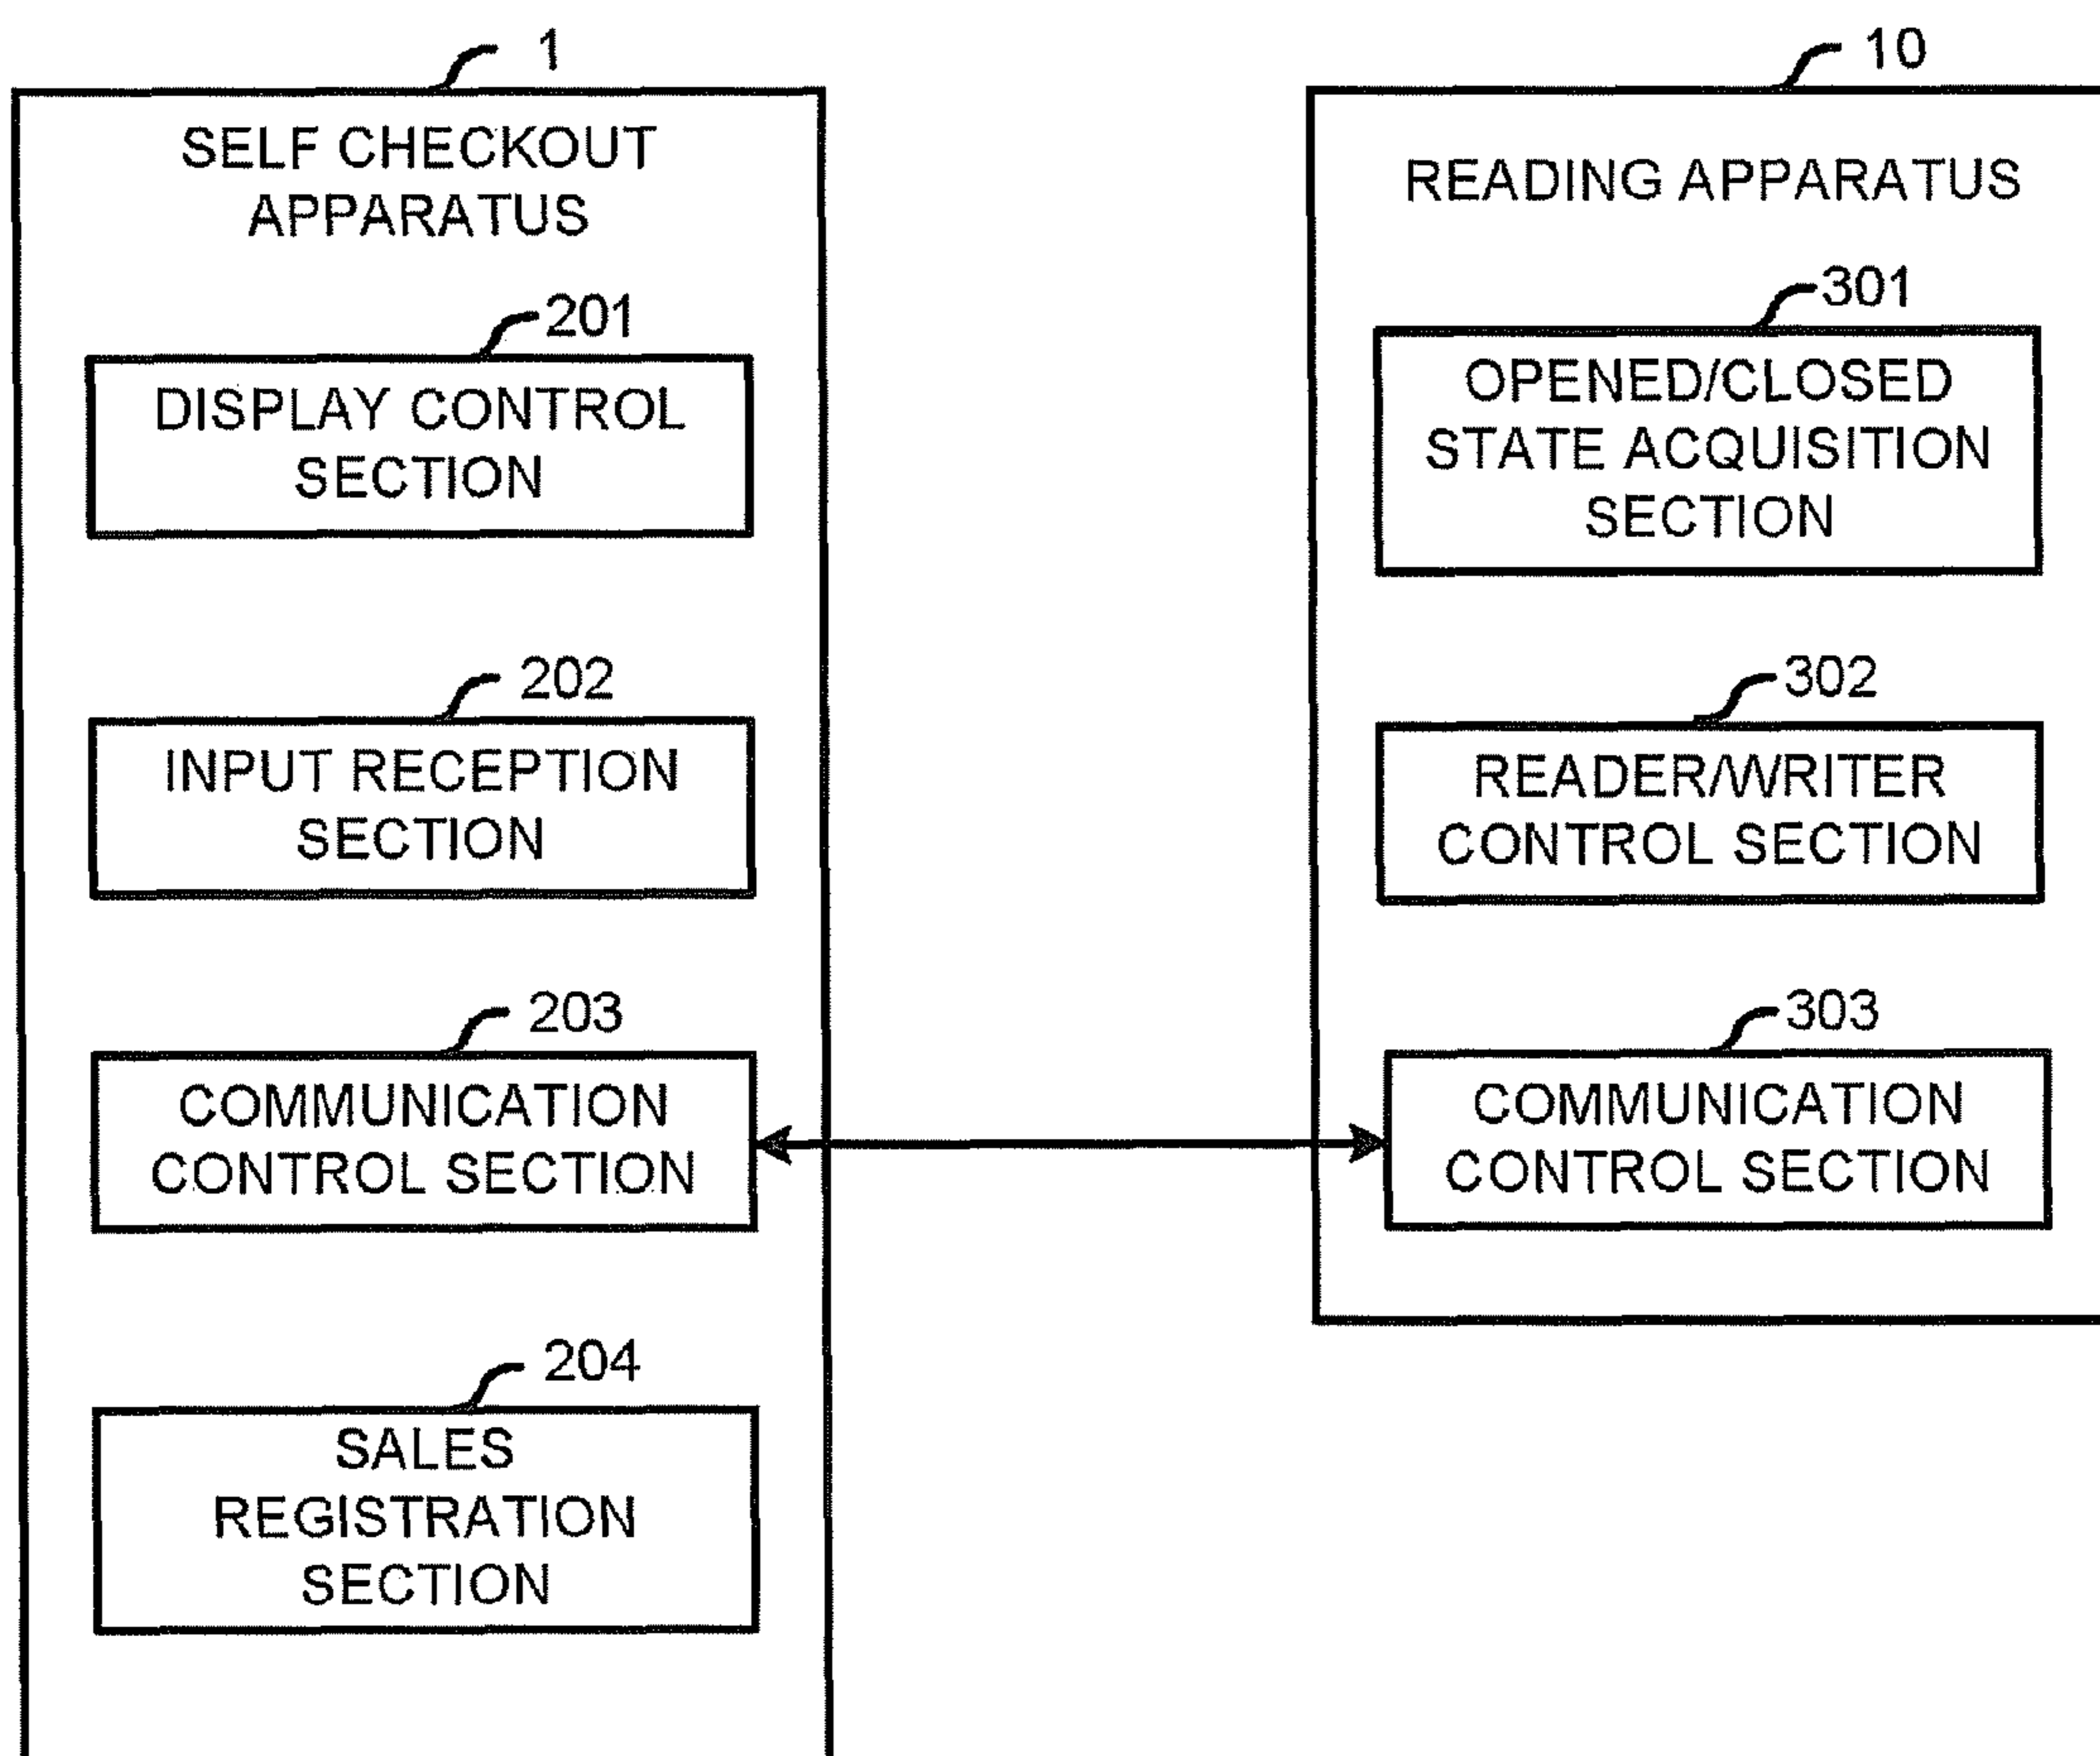 1
SELF CHECKOUT
APPARATUS
201
DISPLAY CONTROL
SECTION
202
INPUT RECEPTION
SECTION
203
COMMUNICATION
CONTROL SECTION
204
SALES
REGISTRATION
SECTION
10
READING APPARATUS
301
OPENED/CLOSED
STATE ACQUISITION
SECTION
302
READER/WRITER
CONTROL SECTION
303
COMMUNICATION
CONTROL SECTION